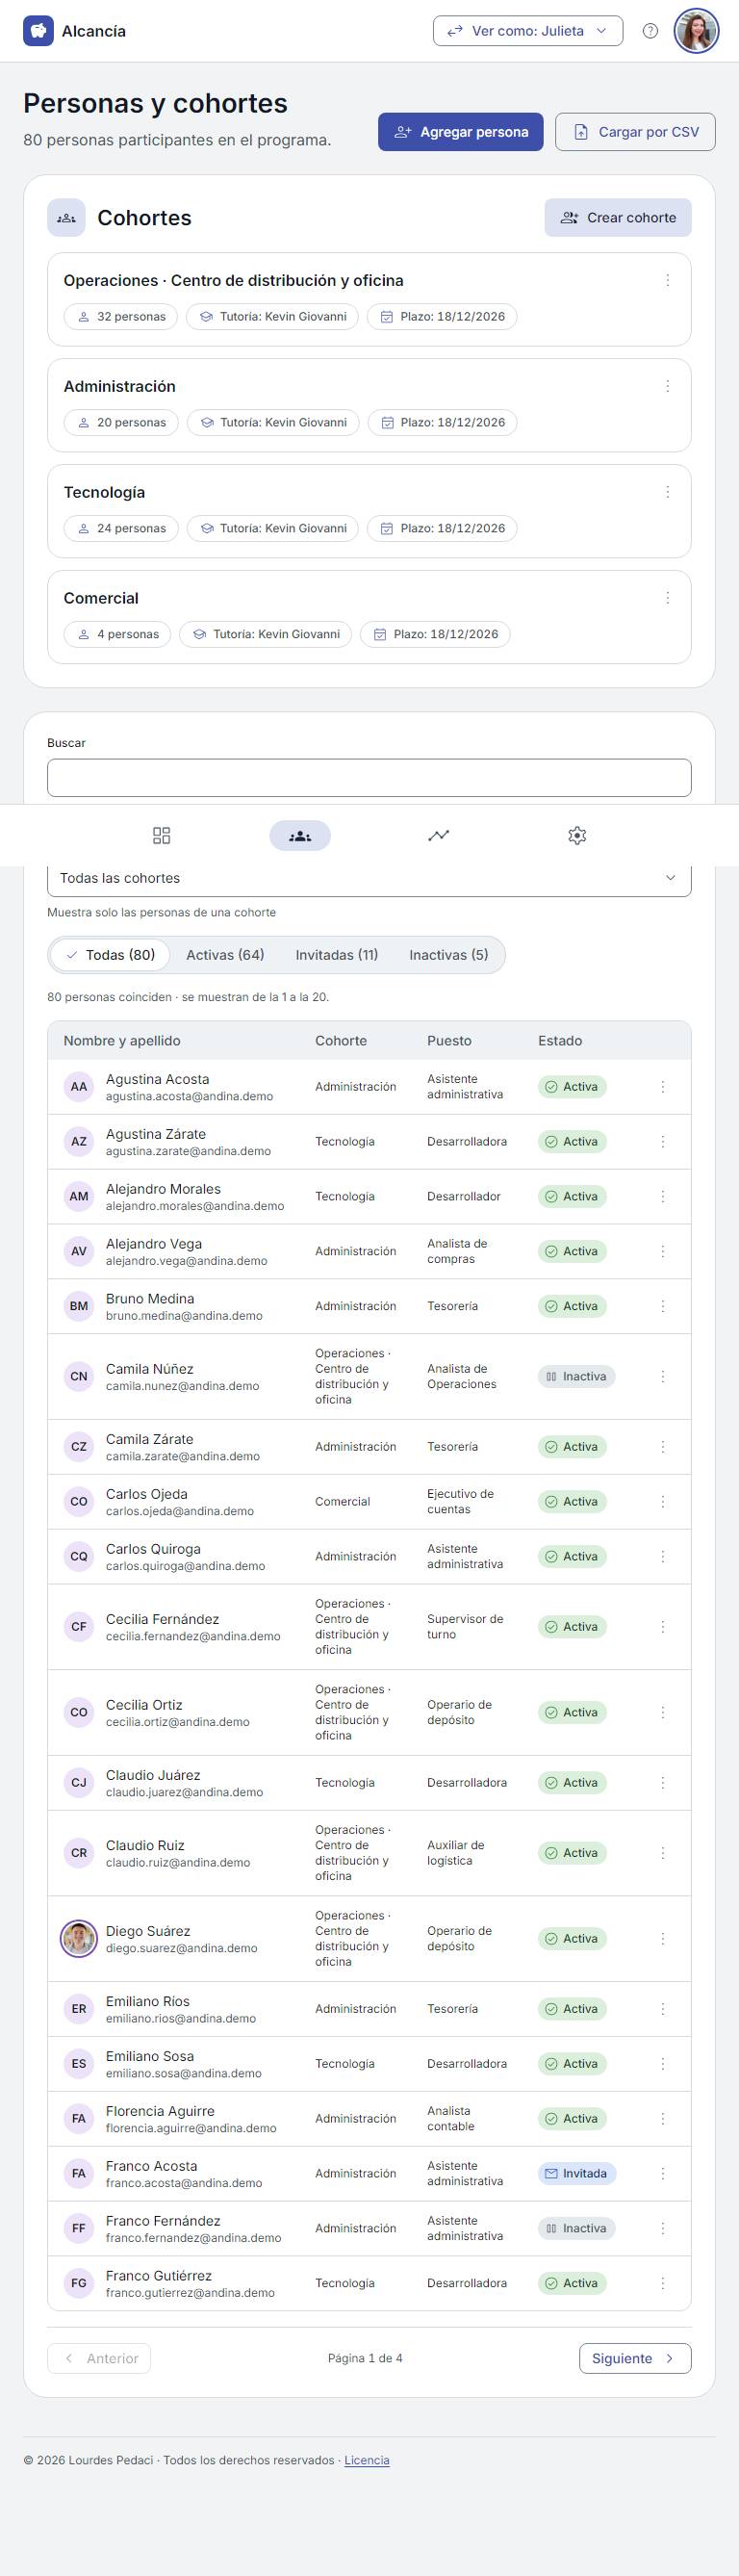 Alcancía
Ver como: Julieta
Personas y cohortes
80 personas participantes en el programa.
Agregar persona
Cargar por CSV
Cohortes
Crear cohorte
Operaciones · Centro de distribución y oficina
32 personas
Tutoría: Kevin Giovanni
Plazo: 18/12/2026
Administración
20 personas
Tutoría: Kevin Giovanni
Plazo: 18/12/2026
Tecnología
24 personas
Tutoría: Kevin Giovanni
Plazo: 18/12/2026
Comercial
4 personas
Tutoría: Kevin Giovanni
Plazo: 18/12/2026
Buscar
Todas las cohortes
Muestra solo las personas de una cohorte
Todas (80)
Activas (64)
Invitadas (11)
Inactivas (5)
80 personas coinciden · se muestran de la 1 a la 20.
Nombre y apellido
Cohorte
Puesto
Estado
AA
Agustina Acosta
agustina.acosta@andina.demo
Administración
Asistente
administrativa
Activa
AZ
Agustina Zárate
agustina.zarate@andina.demo
Tecnología
Desarrolladora
Activa
AM
Alejandro Morales
alejandro.morales@andina.demo
Tecnología
Desarrollador
Activa
AV
Alejandro Vega
alejandro.vega@andina.demo
Administración
Analista de
compras
Activa
BM
Bruno Medina
bruno.medina@andina.demo
Administración
Tesorería
Activa
CN
Camila Núñez
camila.nunez@andina.demo
Operaciones ·
Centro de
distribución y
oficina
Analista de
Operaciones
Inactiva
CZ
Camila Zárate
camila.zarate@andina.demo
Administración
Tesorería
Activa
CO
Carlos Ojeda
carlos.ojeda@andina.demo
Comercial
Ejecutivo de
cuentas
Activa
CQ
Carlos Quiroga
carlos.quiroga@andina.demo
Administración
Asistente
administrativa
Activa
CF
Cecilia Fernández
cecilia.fernandez@andina.demo
Operaciones ·
Centro de
distribución y
oficina
Supervisor de
turno
Activa
CO
Cecilia Ortiz
cecilia.ortiz@andina.demo
Operaciones ·
Centro de
distribución y
oficina
Operario de
depósito
Activa
CJ
Claudio Juárez
claudio.juarez@andina.demo
Tecnología
Desarrolladora
Activa
CR
Claudio Ruiz
claudio.ruiz@andina.demo
Operaciones ·
Centro de
distribución y
oficina
Auxiliar de
logística
Activa
Diego Suárez
diego.suarez@andina.demo
Operaciones ·
Centro de
distribución y
oficina
Operario de
depósito
Activa
ER
Emiliano Ríos
emiliano.rios@andina.demo
Administración
Tesorería
Activa
ES
Emiliano Sosa
emiliano.sosa@andina.demo
Tecnología
Desarrolladora
Activa
FA
Florencia Aguirre
florencia.aguirre@andina.demo
Administración
Analista
contable
Activa
FA
Franco Acosta
franco.acosta@andina.demo
Administración
Asistente
administrativa
Invitada
FF
Franco Fernández
franco.fernandez@andina.demo
Administración
Asistente
administrativa
Inactiva
FG
Franco Gutiérrez
franco.gutierrez@andina.demo
Tecnología
Desarrolladora
Activa
Anterior
Página 1 de 4
Siguiente
© 2026 Lourdes Pedaci · Todos los derechos reservados · Licencia